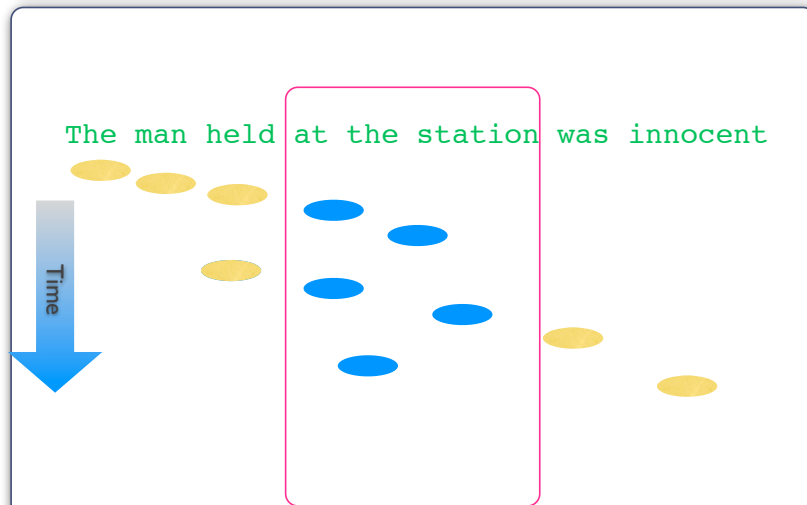 The man held at the station was innocent
Time